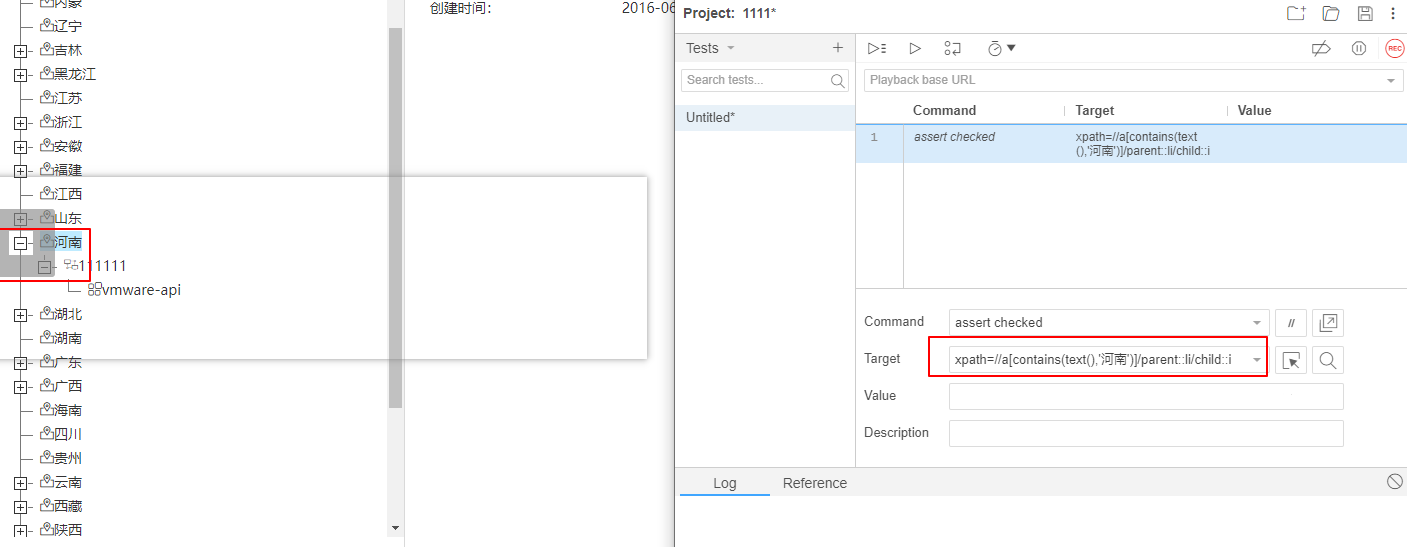 内蒙
辽宁
吉林
黑龙江
江苏
浙江
安徽
福建
江西
山东
河南
111111
vmware-api
湖北
湖南
广东
广西
海南
四川
贵州
云南
西藏
陕西
创建时间： 2016-06
Project: 1111*
Tests
Search tests...
Untitled*
REC
Playback base URL
Command Target Value
1 assert checked xpath=//a[contains(text
(),'河南')]/parent::li/child::i
Command assert checked //
Target xpath=//a[contains(text(),'河南')]/parent::li/child::i
Value
Description
Log Reference